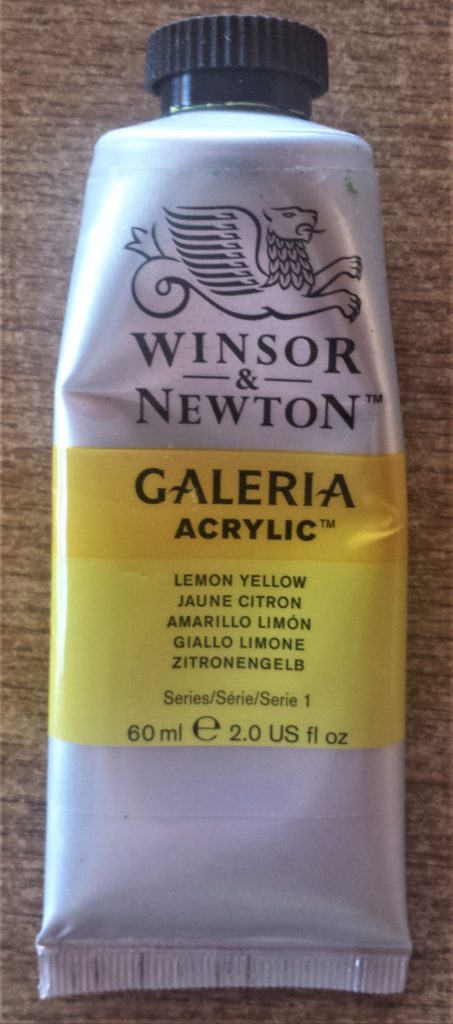 WINSOR
&
NEWTON™
GALERIA
ACRYLIC™
LEMON YELLOW
JAUNE CITRON
AMARILLO LIMÓN
GIALLO LIMONE
ZITRONENGELB
Series/Série/Serie 1
60 ml ℮ 2.0 US fl oz